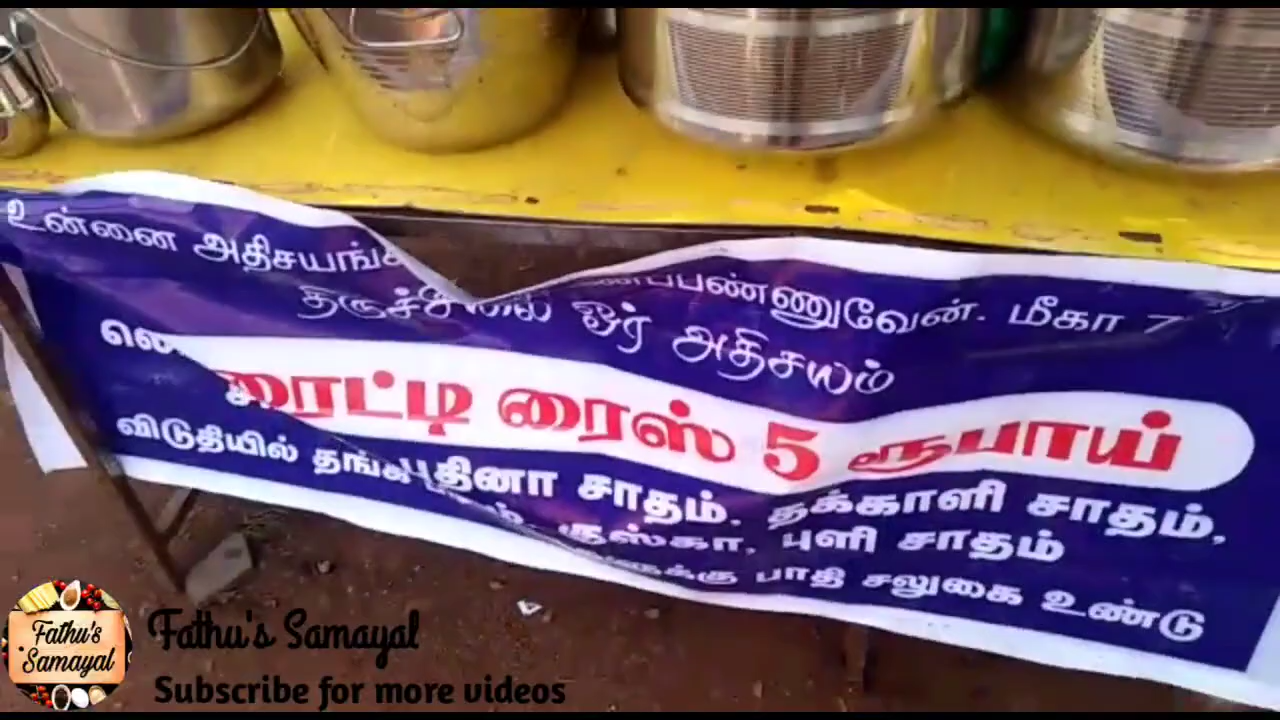 உன்னை அதிசயங் பண்ணுவேன். மீகா 7
திருச்சிலை ஓர் அதிசயம்
ரைட்டி ரைஸ் 5 ரூபாய்
விடுதியில் புதினா சாதம். தக்காளி சாதம்,
குஸ்கா, புளி சாதம்
பாதி சலுகை உண்டு
Fathu's
Samayal
Fathu's Samayal
Subscribe for more videos